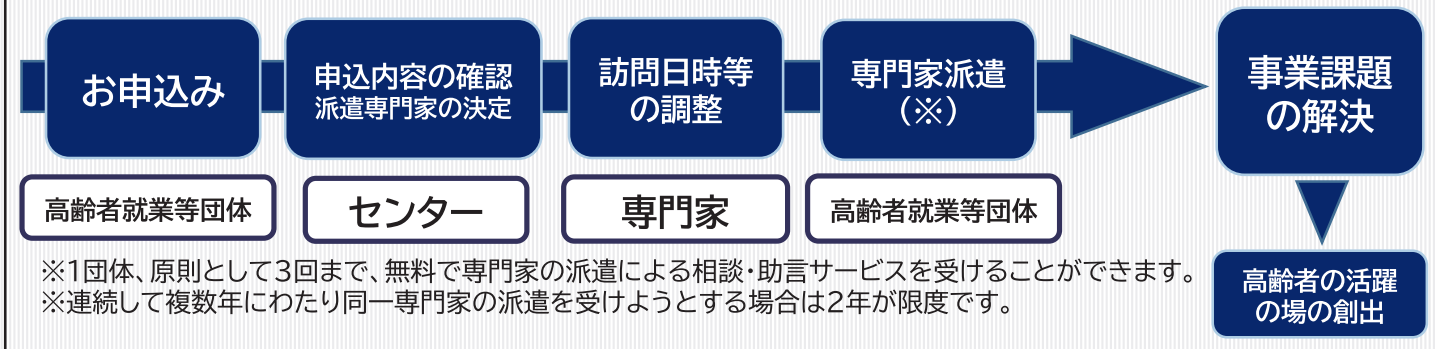 お申込み
申込内容の確認
派遣専門家の決定
訪問日時等
の調整
専門家派遣
（※）
事業課題
の解決
高齢者就業等団体
センター
専門家
高齢者就業等団体
※1団体、原則として3回まで、無料で専門家の派遣による相談・助言サービスを受けることができます。
※連続して複数年にわたり同一専門家の派遣を受けようとする場合は2年が限度です。
高齢者の活躍
の場の創出